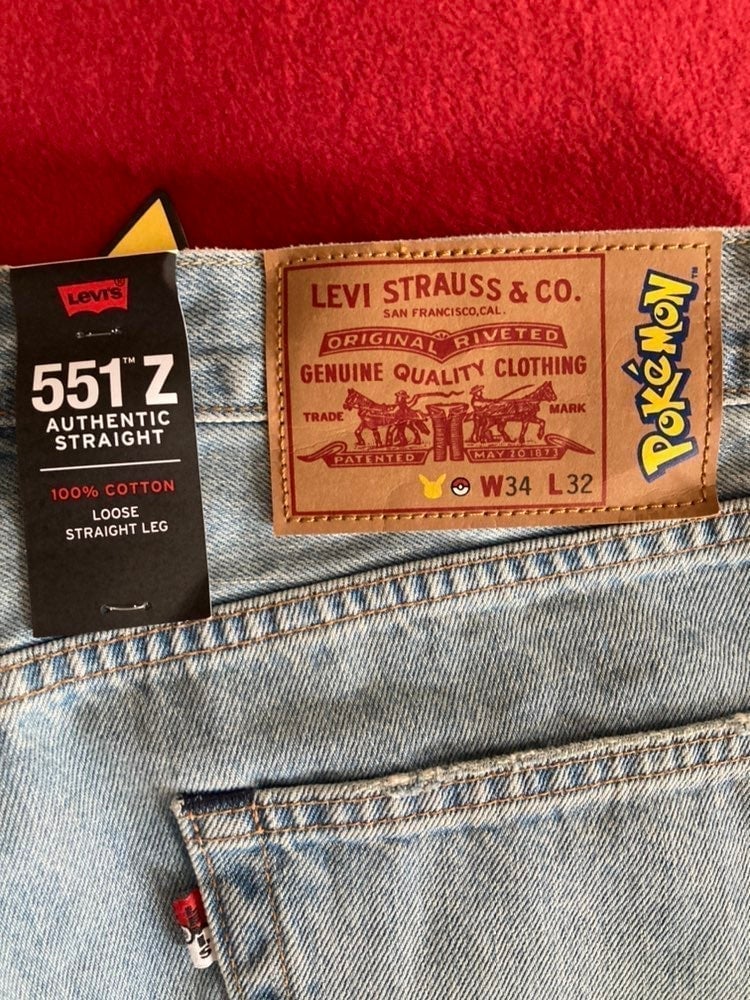 Levi's®
551™ Z
AUTHENTIC
STRAIGHT
100% COTTON
LOOSE
STRAIGHT LEG
LEVI STRAUSS & CO.
SAN FRANCISCO, CAL.
ORIGINAL RIVETED
GENUINE QUALITY CLOTHING
TRADE MARK
PATENTED MAY 20 1873
W34 L32
POKéMON™